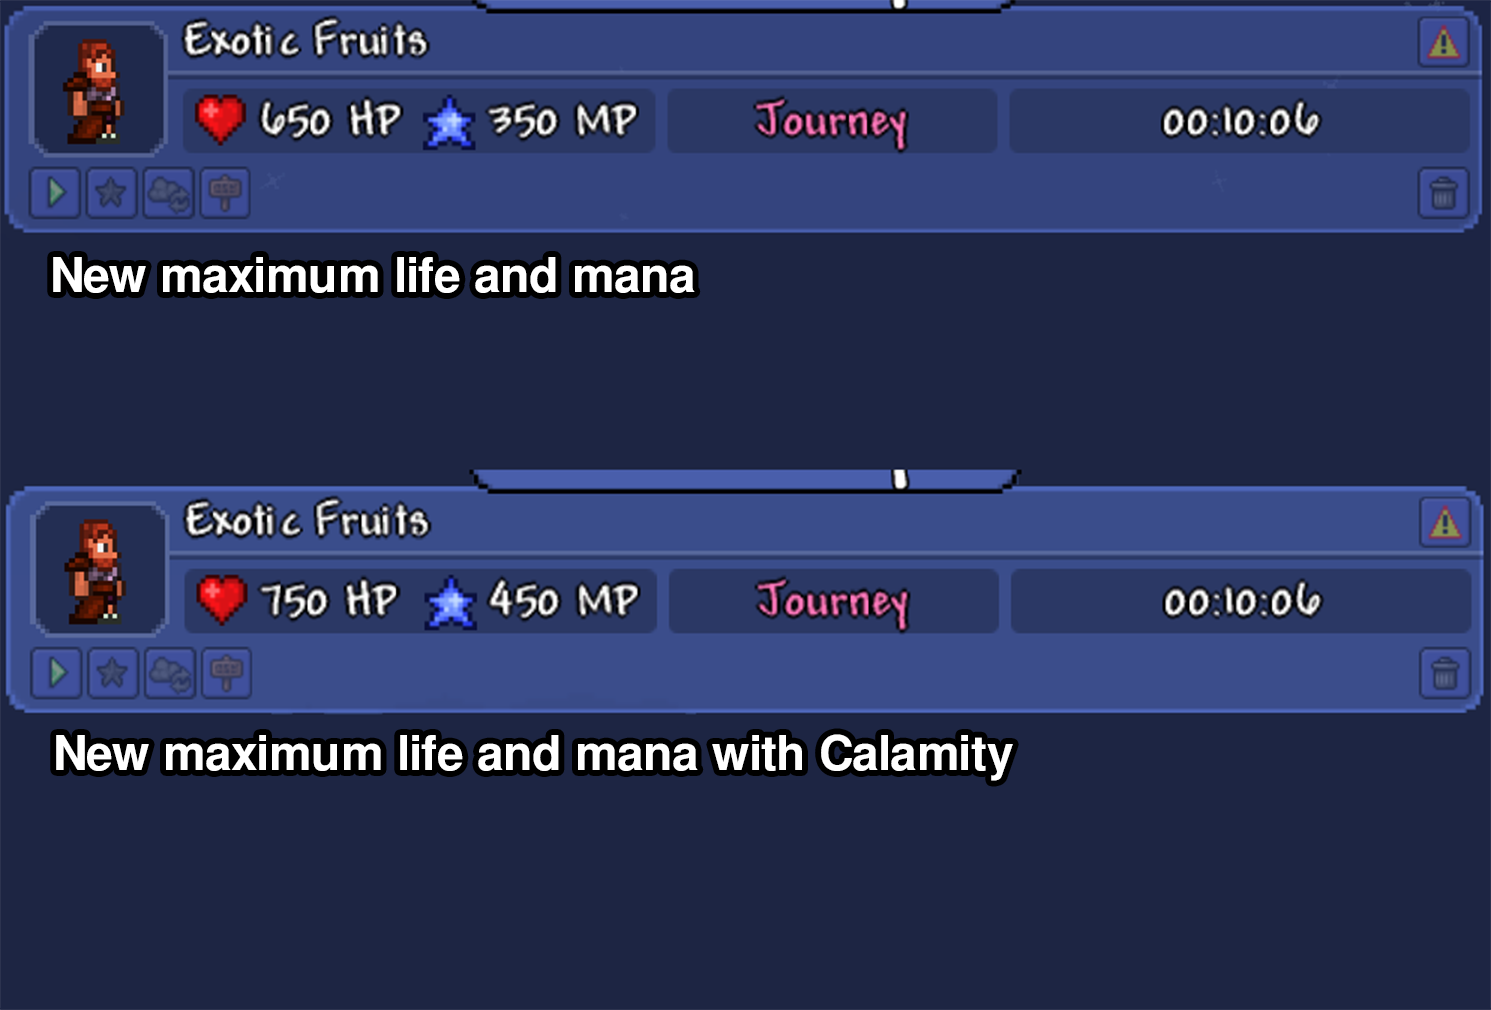 Exotic Fruits
650 HP 350 MP Journey 00:10:06
New maximum life and mana
Exotic Fruits
750 HP 450 MP Journey 00:10:06
New maximum life and mana with Calamity